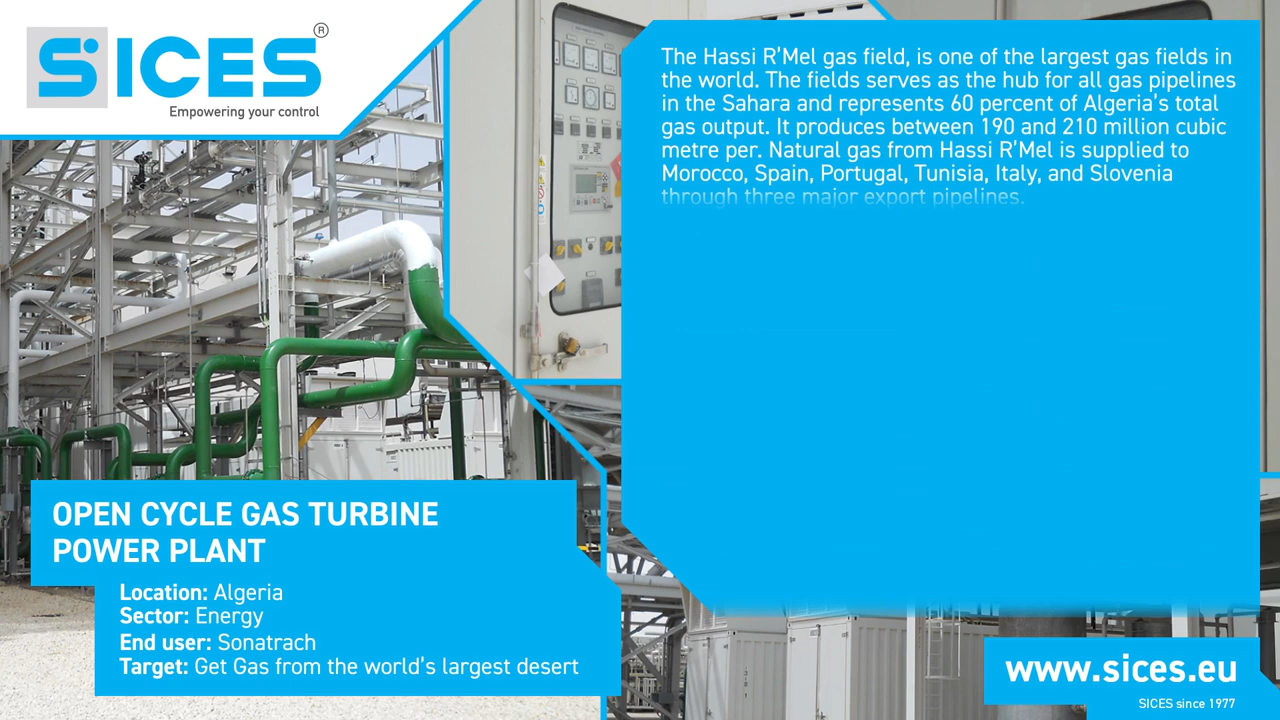 SICES®
Empowering your control
The Hassi R’Mel gas field, is one of the largest gas fields in
the world. The fields serves as the hub for all gas pipelines
in the Sahara and represents 60 percent of Algeria’s total
gas output. It produces between 190 and 210 million cubic
metre per. Natural gas from Hassi R’Mel is supplied to
Morocco, Spain, Portugal, Tunisia, Italy, and Slovenia
through three major export pipelines.
OPEN CYCLE GAS TURBINE
POWER PLANT
Location: Algeria
Sector: Energy
End user: Sonatrach
Target: Get Gas from the world’s largest desert
www.sices.eu
SICES since 1977